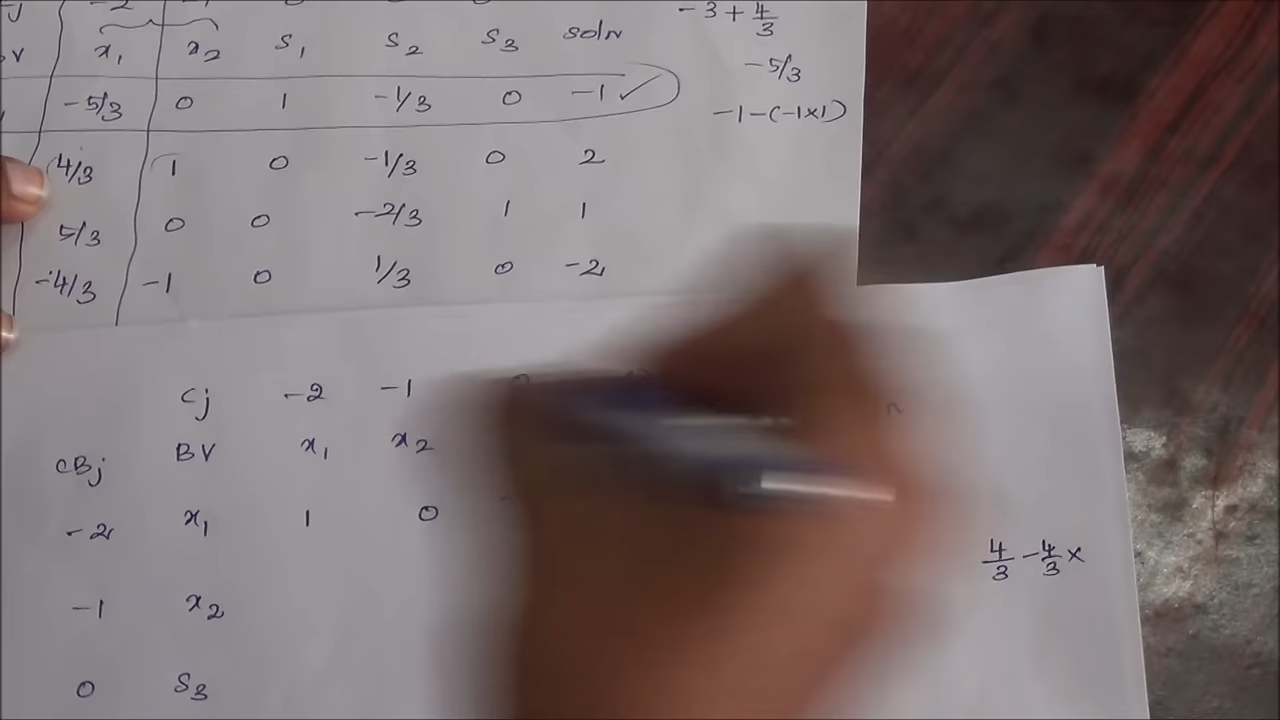 x₁ x₂ S₁ S₂ S₃ Soln
-5/3 0 1 -1/3 0 -1 ✓
4/3 1 0 -1/3 0 2
5/3 0 0 -2/3 1 1
-4/3 -1 0 1/3 0 -2
-3 + 4/3
-5/3
-1-(-1×1)
Cj -2 -1
CBj BV x₁ x₂
-2 x₁ 1 0
-1 x₂
0 S₃
4/3 - 4/3 ×